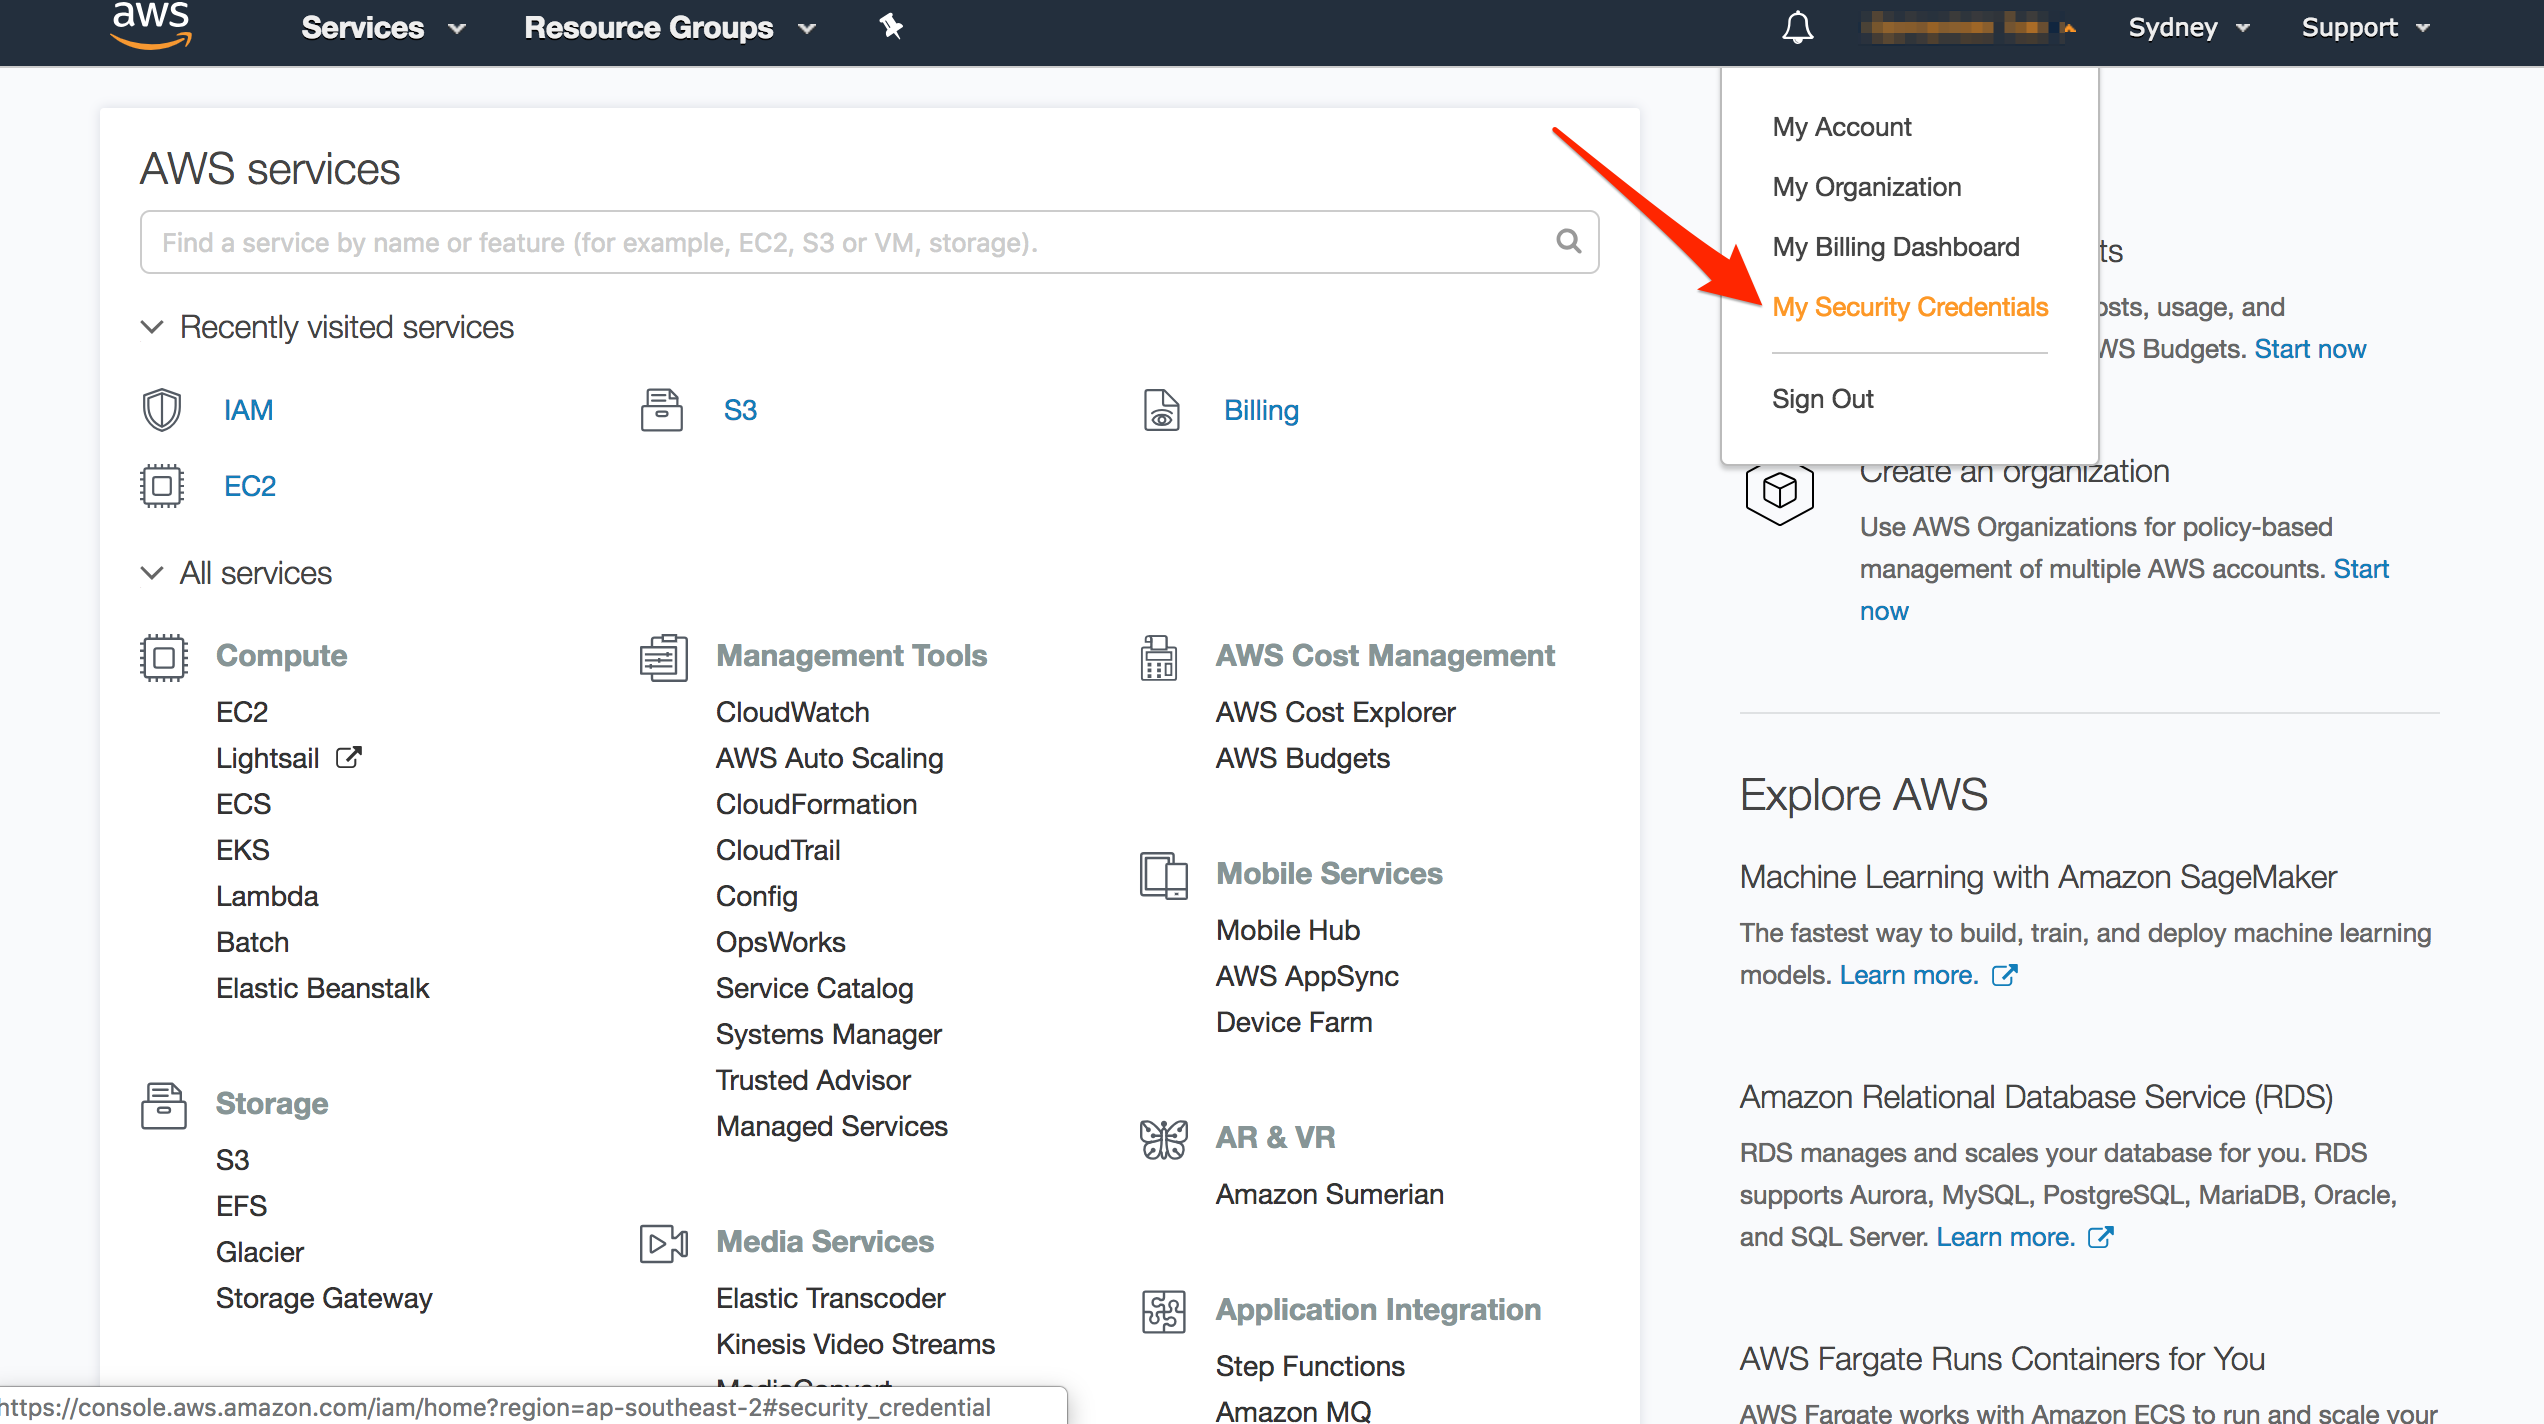 aws
Services
Resource Groups
Sydney
Support
My Account
My Organization
My Billing Dashboard
My Security Credentials
Sign Out
AWS services
Find a service by name or feature (for example, EC2, S3 or VM, storage).
Recently visited services
IAM
S3
Billing
EC2
All services
Compute
EC2
Lightsail
ECS
EKS
Lambda
Batch
Elastic Beanstalk
Storage
S3
EFS
Glacier
Storage Gateway
Management Tools
CloudWatch
AWS Auto Scaling
CloudFormation
CloudTrail
Config
OpsWorks
Service Catalog
Systems Manager
Trusted Advisor
Managed Services
Media Services
Elastic Transcoder
Kinesis Video Streams
MediaConvert
AWS Cost Management
AWS Cost Explorer
AWS Budgets
Mobile Services
Mobile Hub
AWS AppSync
Device Farm
AR & VR
Amazon Sumerian
Application Integration
Step Functions
Amazon MQ
usage, and
Budgets. Start now
Create an organization
Use AWS Organizations for policy-based
management of multiple AWS accounts. Start
now
Explore AWS
Machine Learning with Amazon SageMaker
The fastest way to build, train, and deploy machine learning
models. Learn more.
Amazon Relational Database Service (RDS)
RDS manages and scales your database for you. RDS
supports Aurora, MySQL, PostgreSQL, MariaDB, Oracle,
and SQL Server. Learn more.
AWS Fargate Runs Containers for You
AWS Fargate works with Amazon ECS to run and scale your
https://console.aws.amazon.com/iam/home?region=ap-southeast-2#security_credential